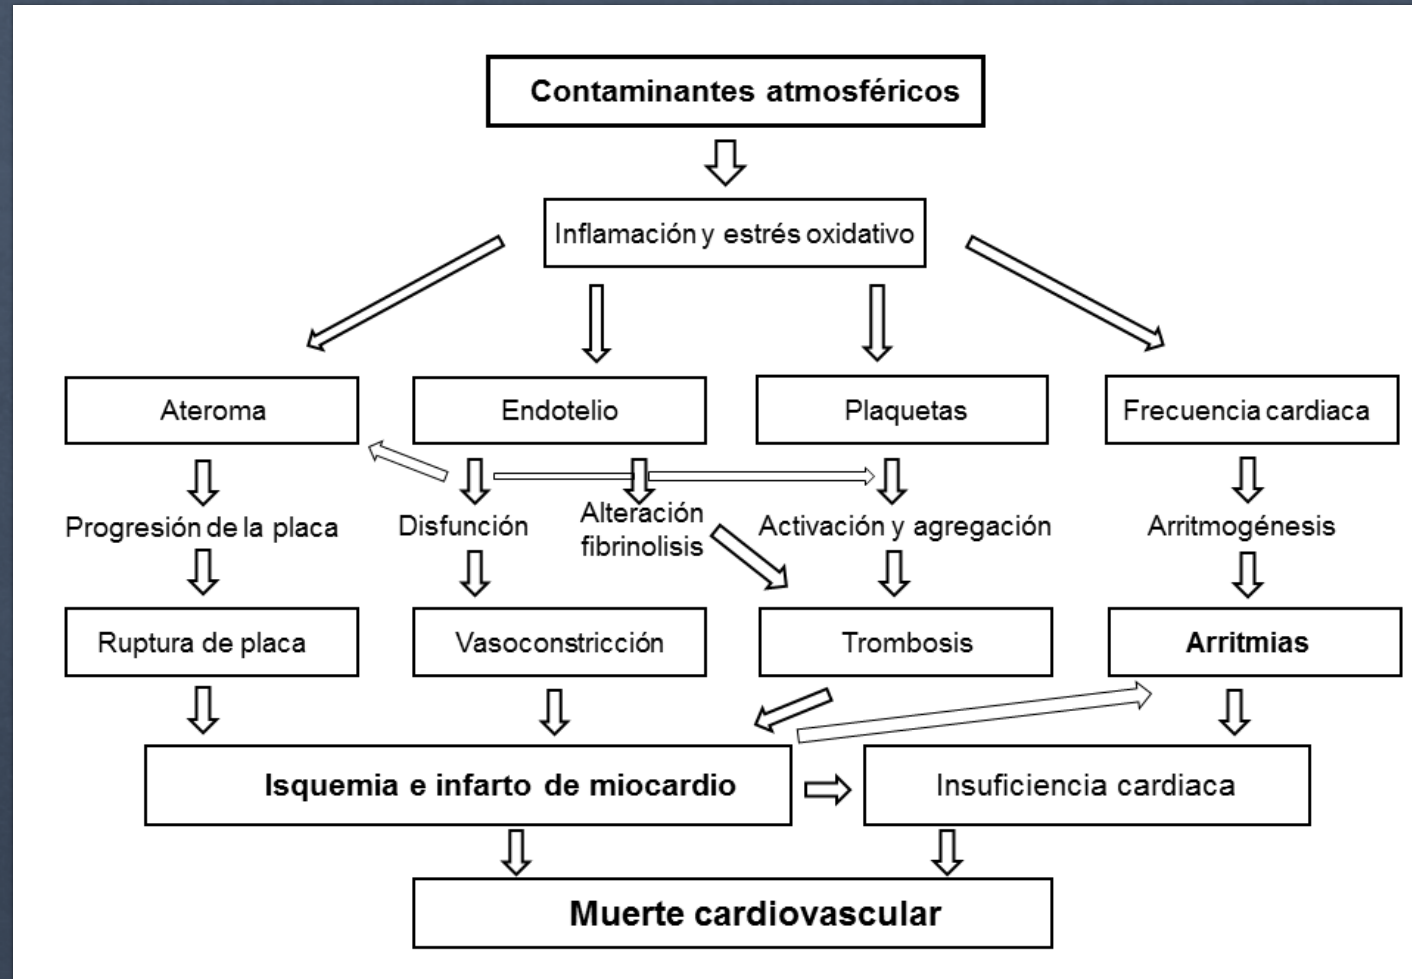 Contaminantes atmosféricos
Inflamación y estrés oxidativo
Ateroma
Endotelio
Plaquetas
Frecuencia cardiaca
Progresión de la placa
Disfunción
Alteración
fibrinolisis
Activación y agregación
Arritmogénesis
Ruptura de placa
Vasoconstricción
Trombosis
Arritmias
Isquemia e infarto de miocardio
Insuficiencia cardiaca
Muerte cardiovascular